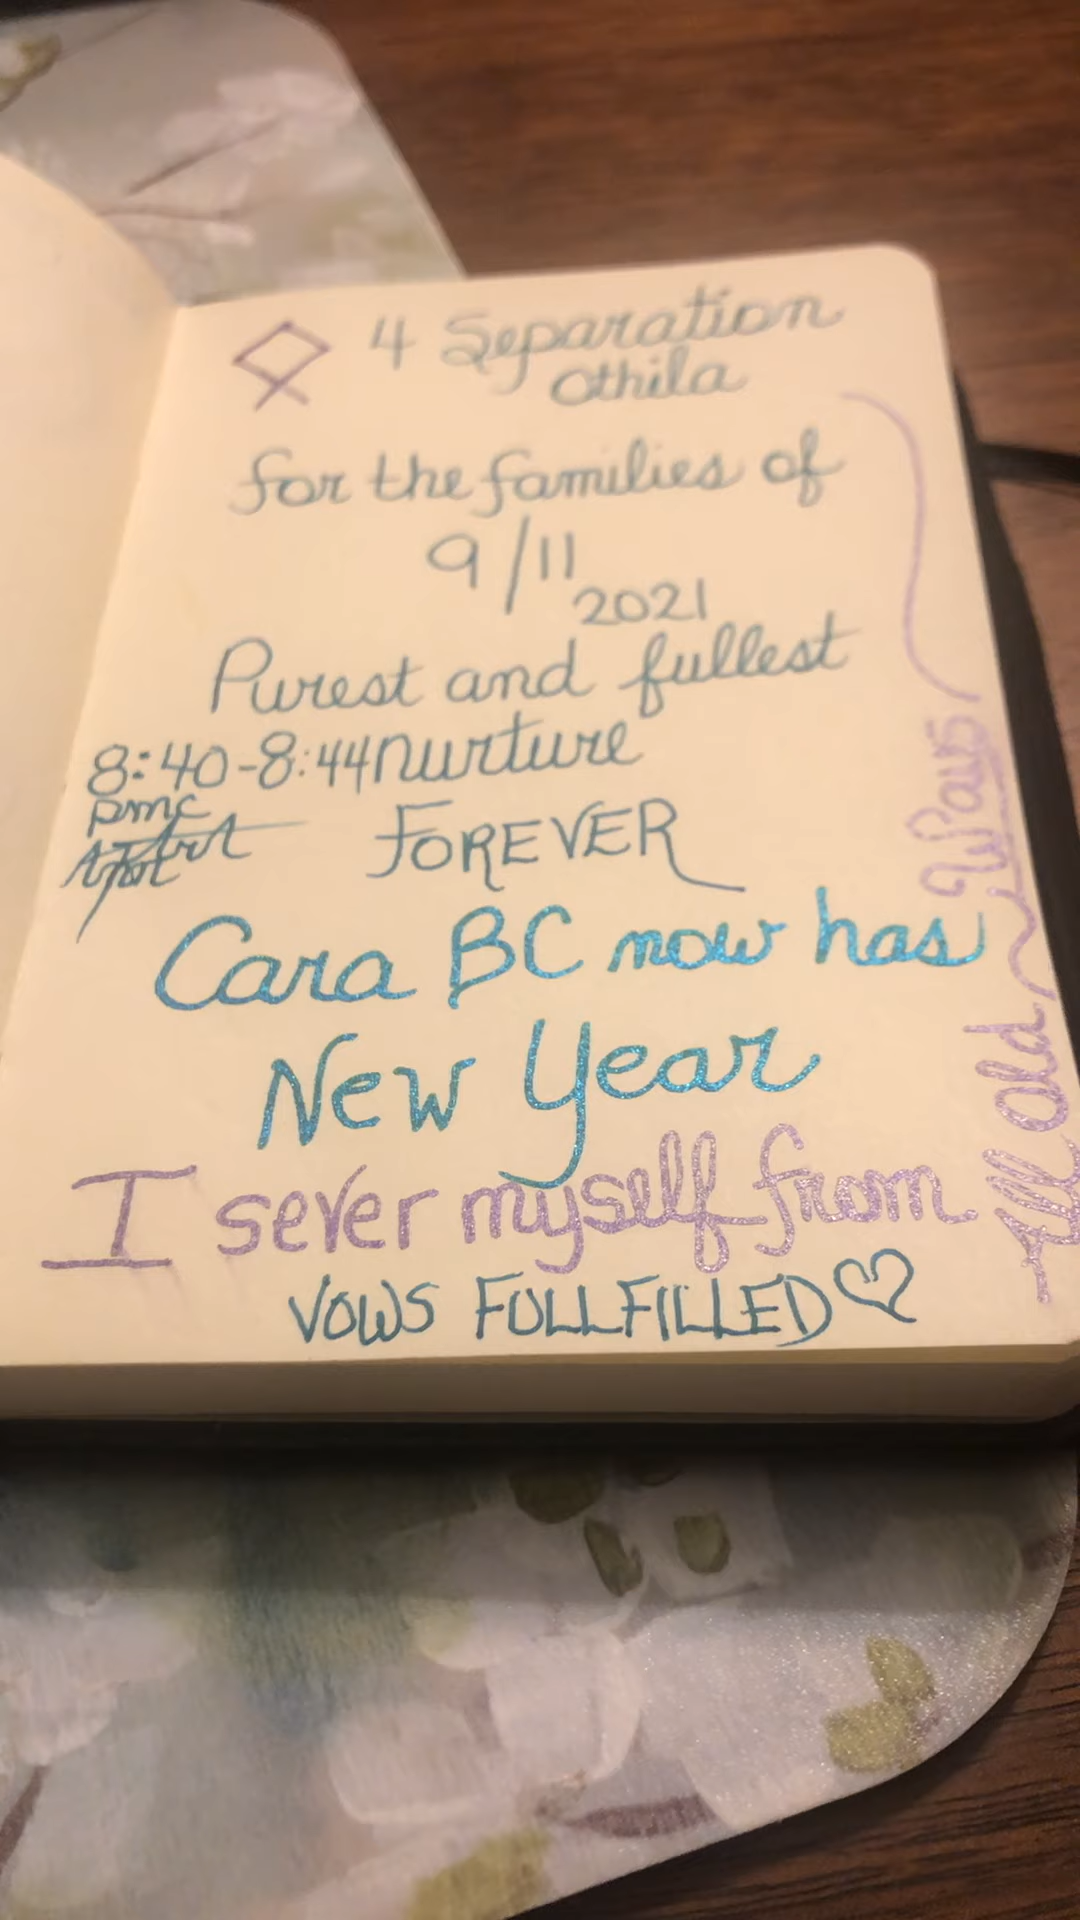 4 Separation
Othila
for the families of
9/11
2021
Purest and fullest
8:40-8:44 nurture
pmc
FOREVER
Cara BC now has
New Year
I sever myself from
All Old Ways
VOWS FULLFILLED